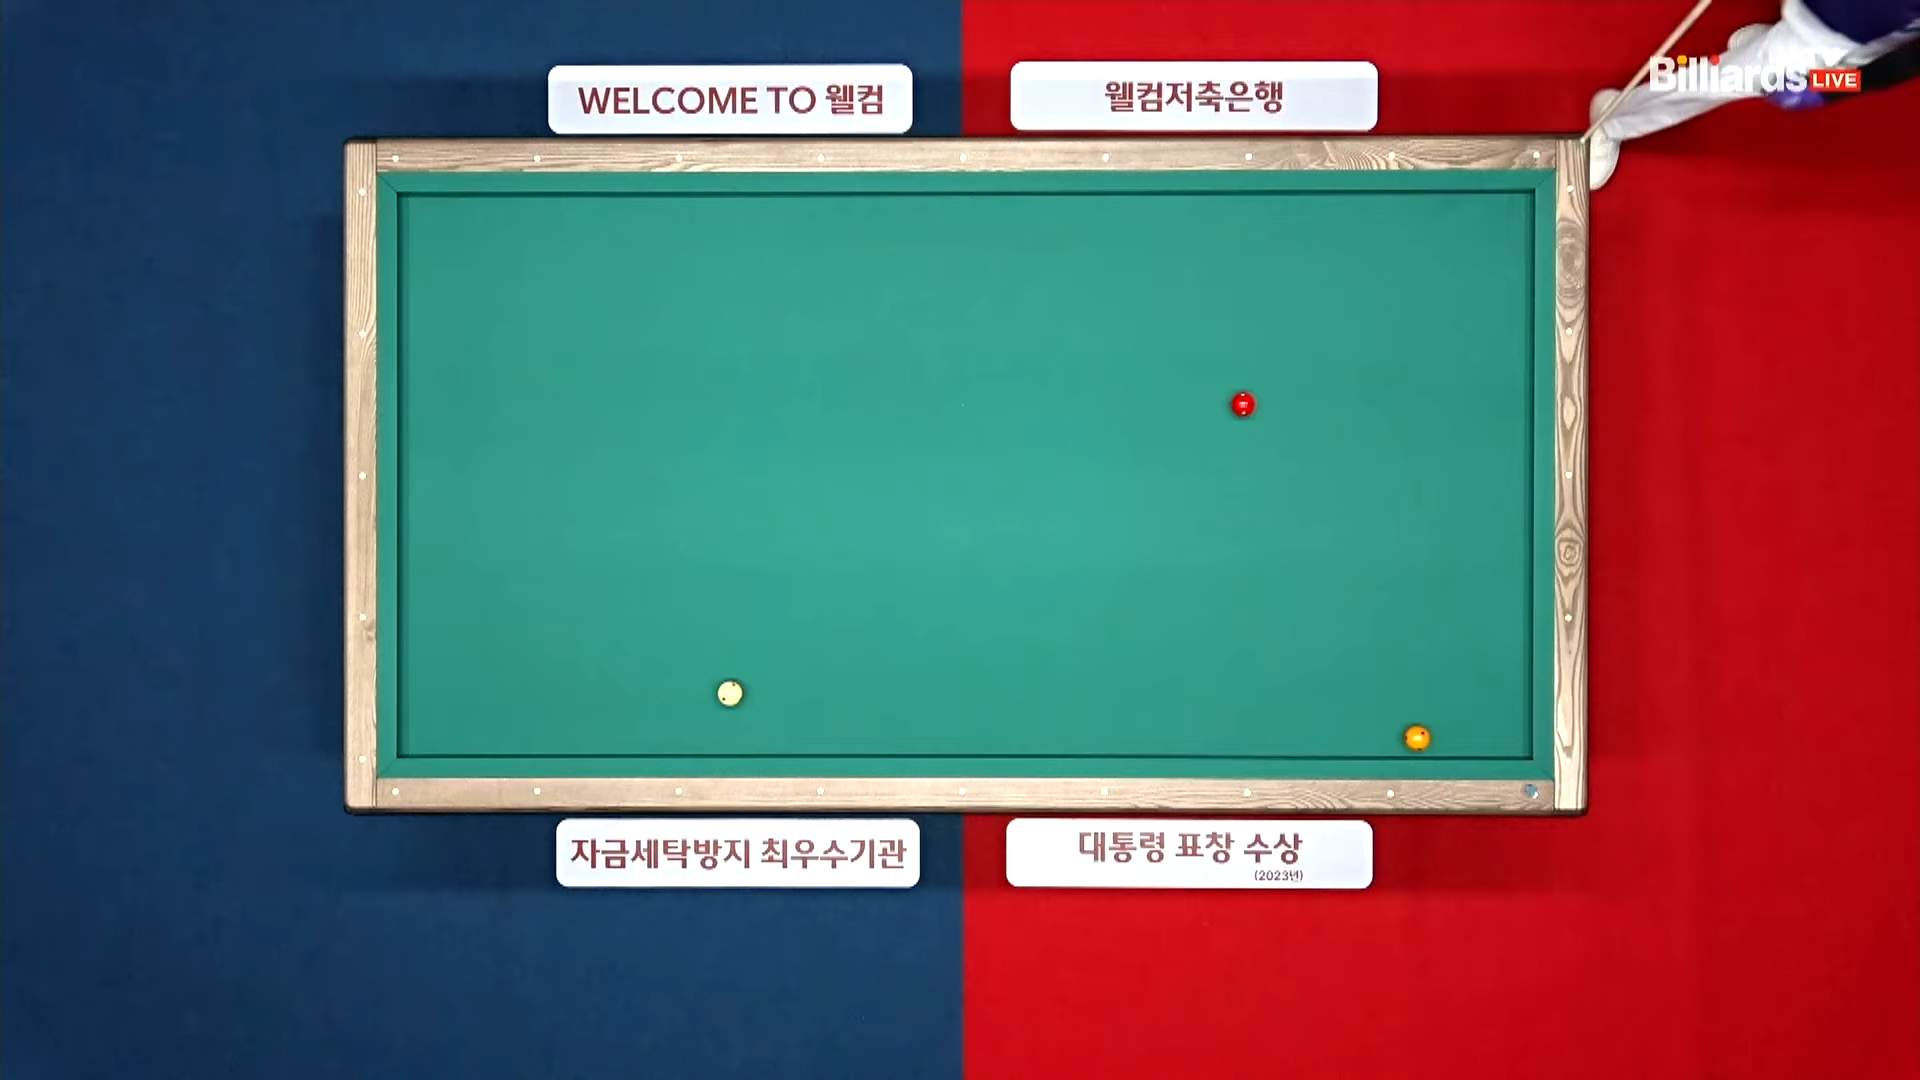 WELCOME TO 웰컴
웰컴저축은행
Billiards LIVE
자금세탁방지 최우수기관
대통령 표창 수상
(2023년)